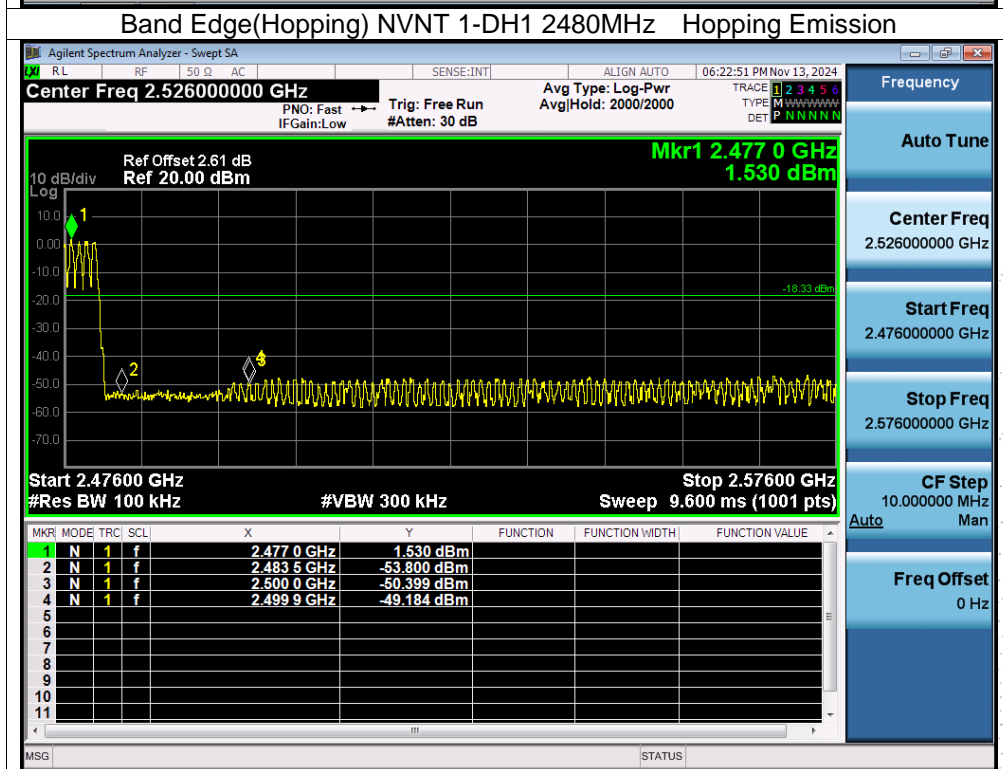 Band Edge(Hopping) NVNT 1-DH1 2480MHz Hopping Emission
Agilent Spectrum Analyzer - Swept SA
LXI RL RF 50 Ω AC SENSE:INT ALIGN AUTO 06:22:51 PM Nov 13, 2024
Center Freq 2.526000000 GHz
PNO: Fast
IFGain:Low
Trig: Free Run
#Atten: 30 dB
Avg Type: Log-Pwr
Avg|Hold: 2000/2000
TRACE 1 2 3 4 5 6
TYPE M WWWWW
DET P N N N N N
Frequency
Auto Tune
Center Freq
2.526000000 GHz
Start Freq
2.476000000 GHz
Stop Freq
2.576000000 GHz
CF Step
10.000000 MHz
Auto Man
Freq Offset
0 Hz
Mkr1 2.477 0 GHz
1.530 dBm
Ref Offset 2.61 dB
10 dB/div Ref 20.00 dBm
Log
10.0
0.00
-10.0
-20.0
-30.0
-40.0
-50.0
-60.0
-70.0
1
-18.33 dBm
2
Start 2.47600 GHz Stop 2.57600 GHz
#Res BW 100 kHz #VBW 300 kHz Sweep 9.600 ms (1001 pts)
MKR MODE TRC SCL X Y FUNCTION FUNCTION WIDTH FUNCTION VALUE
1 N 1 f 2.477 0 GHz 1.530 dBm
2 N 1 f 2.483 5 GHz -53.800 dBm
3 N 1 f 2.500 0 GHz -50.399 dBm
4 N 1 f 2.499 9 GHz -49.184 dBm
5
6
7
8
9
10
11
MSG STATUS